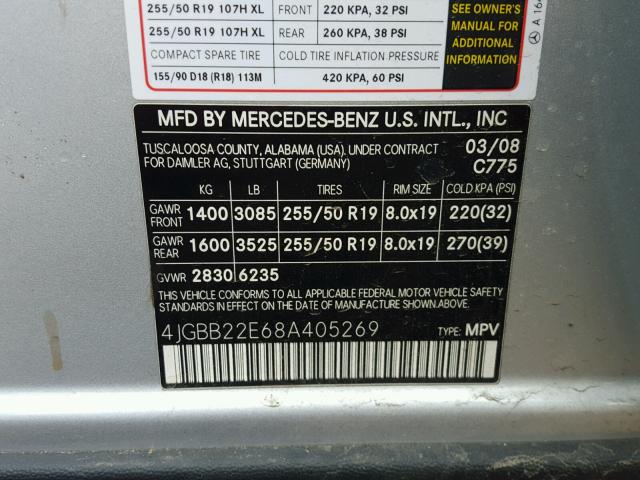 255/50 R19 107H XL FRONT 220 KPA, 32 PSI
255/50 R19 107H XL REAR 260 KPA, 38 PSI
COMPACT SPARE TIRE COLD TIRE INFLATION PRESSURE
155/90 D18 (R18) 113M 420 KPA, 60 PSI
SEE OWNER'S
MANUAL FOR
ADDITIONAL
INFORMATION
MFD BY MERCEDES-BENZ U.S. INTL., INC
TUSCALOOSA COUNTY, ALABAMA (USA). UNDER CONTRACT 03/08
FOR DAIMLER AG, STUTTGART (GERMANY) C775
KG LB TIRES RIM SIZE COLD KPA (PSI)
GAWR FRONT 1400 3085 255/50 R19 8.0x19 220(32)
GAWR REAR 1600 3525 255/50 R19 8.0x19 270(39)
GVWR 2830 6235
THIS VEHICLE CONFORMS TO ALL APPLICABLE FEDERAL MOTOR VEHICLE SAFETY
STANDARDS IN EFFECT ON THE DATE OF MANUFACTURE SHOWN ABOVE.
4JGBB22E68A405269 TYPE: MPV